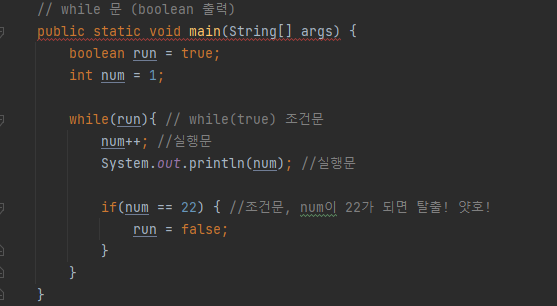 // while 문 (boolean 출력)
public static void main(String[] args) {
boolean run = true;
int num = 1;
while(run){ // while(true) 조건문
num++; //실행문
System.out.println(num); //실행문
if(num == 22) { //조건문, num이 22가 되면 탈출! 얏호!
run = false;
}
}
}